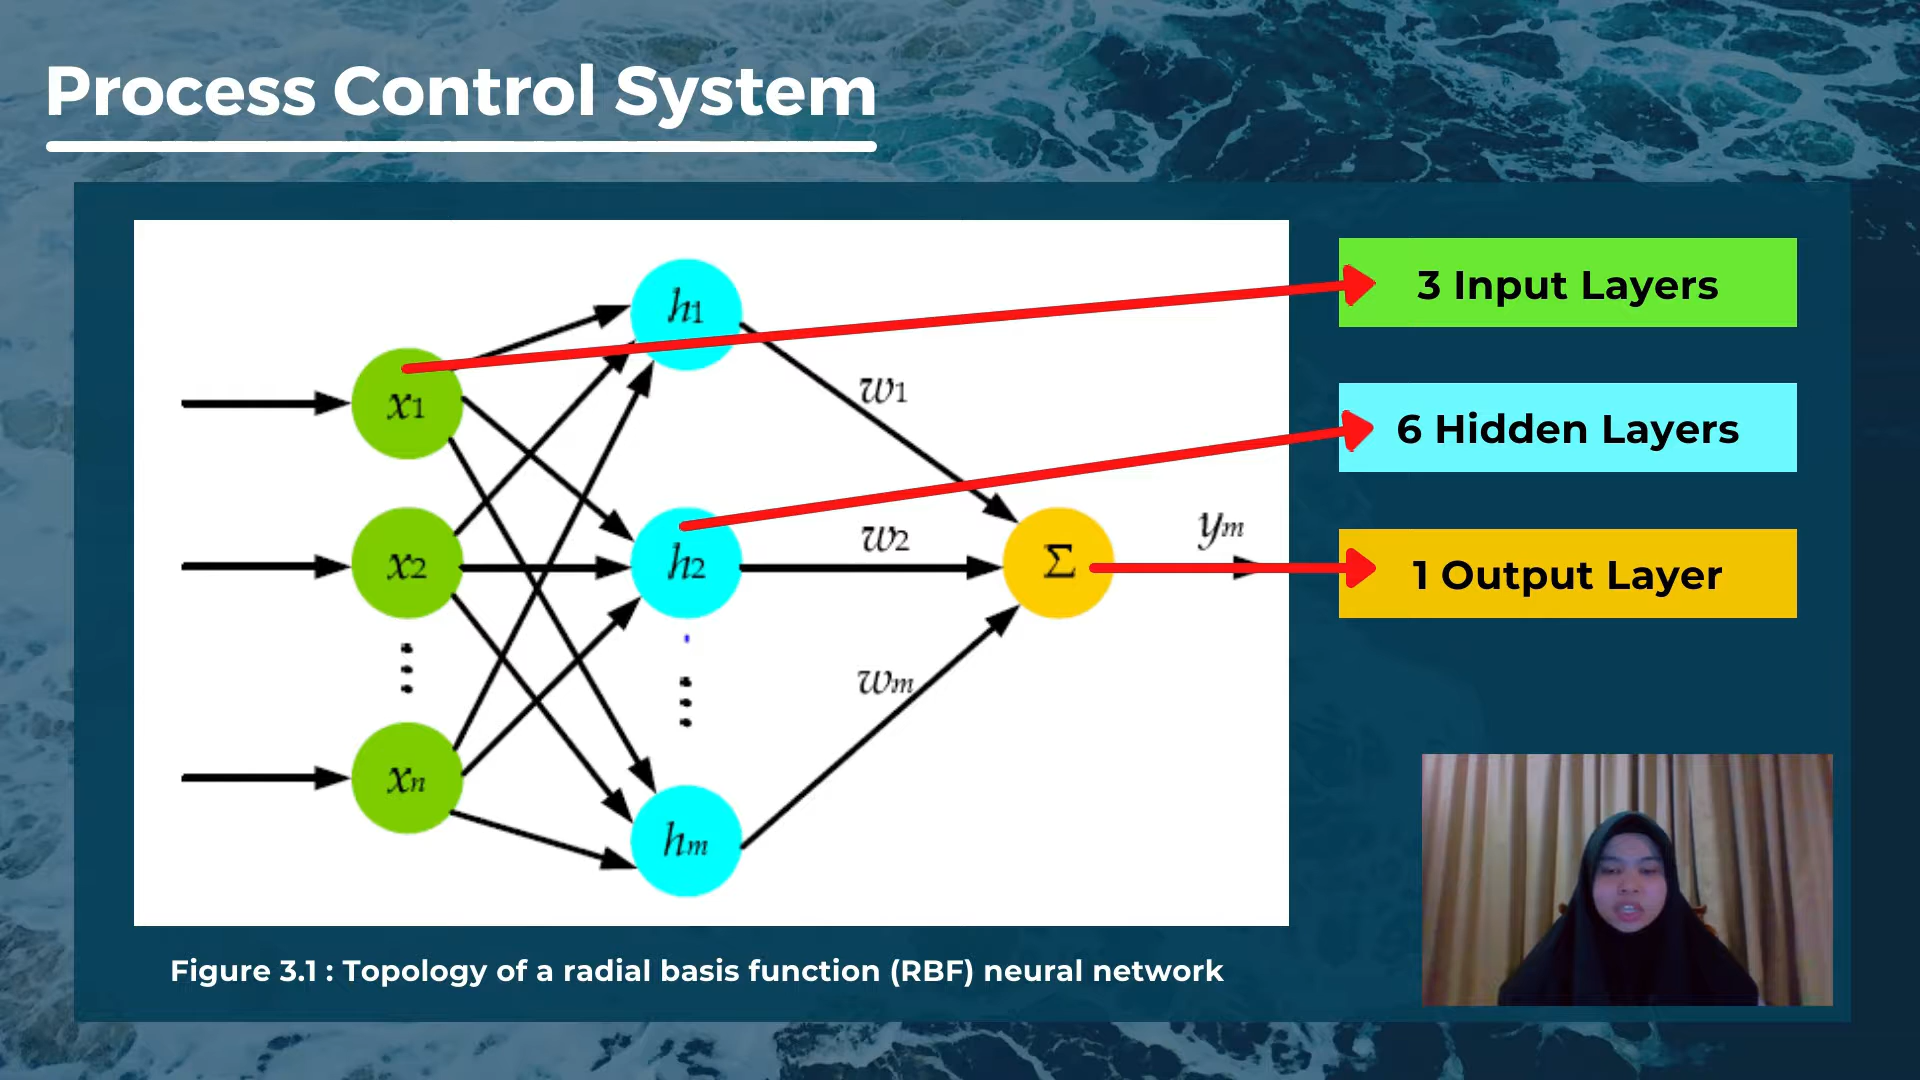 Process Control System
h1
x1
w1
x2
h2
w2
Σ
ym
xn
hm
wm
3 Input Layers
6 Hidden Layers
1 Output Layer
Figure 3.1 : Topology of a radial basis function (RBF) neural network